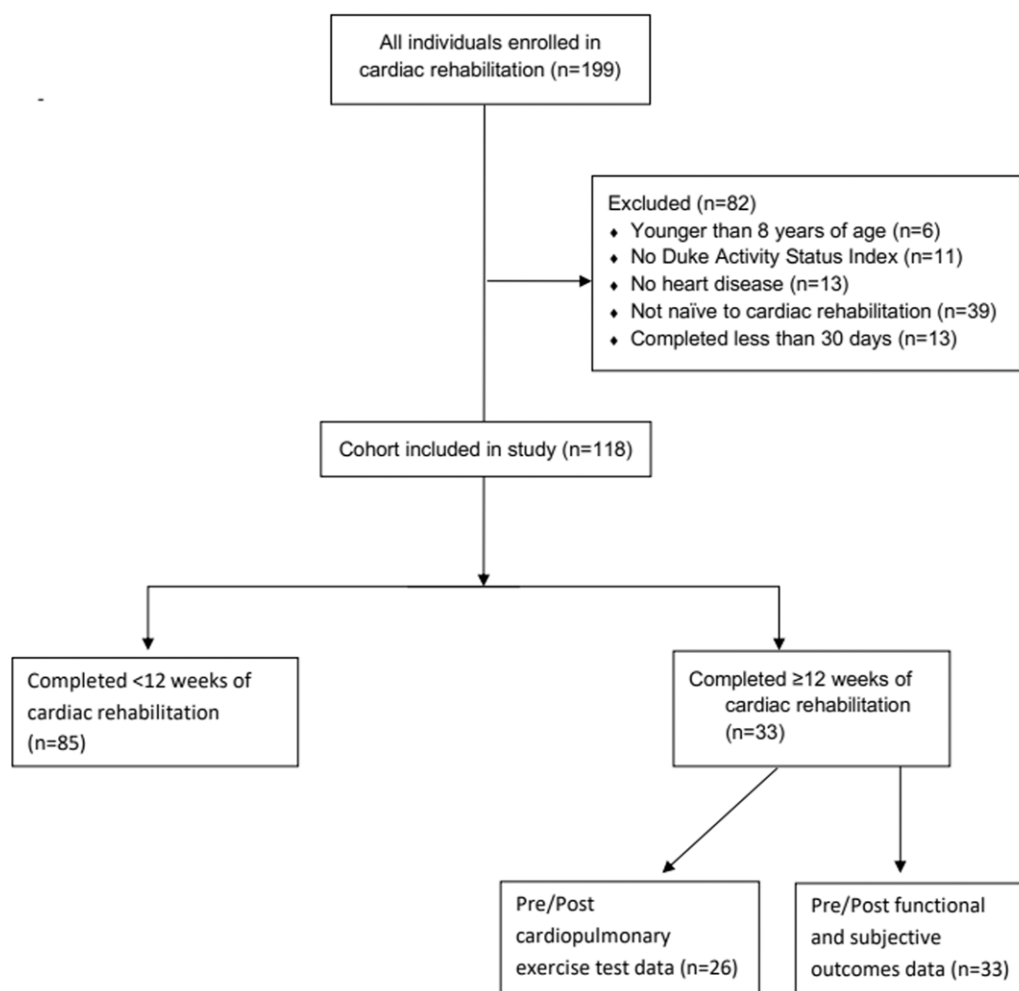 All individuals enrolled in
cardiac rehabilitation (n=199)
-
Excluded (n=82)
♦ Younger than 8 years of age (n=6)
♦ No Duke Activity Status Index (n=11)
♦ No heart disease (n=13)
♦ Not naïve to cardiac rehabilitation (n=39)
♦ Completed less than 30 days (n=13)
Cohort included in study (n=118)
Completed <12 weeks of
cardiac rehabilitation
(n=85)
Completed ≥12 weeks of
cardiac rehabilitation
(n=33)
Pre/Post
cardiopulmonary
exercise test data (n=26)
Pre/Post functional
and subjective
outcomes data (n=33)